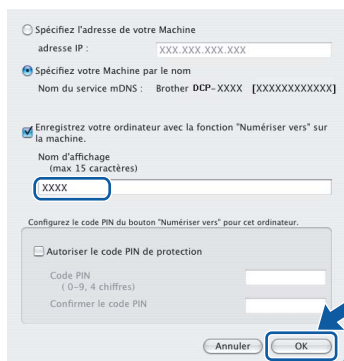 Spécifiez l'adresse de votre Machine
adresse IP :
XXX.XXX.XXX.XXX
Spécifiez votre Machine par le nom
Nom du service mDNS : Brother DCP-XXXX [XXXXXXXXXXXX]
Enregistrez votre ordinateur avec la fonction "Numériser vers" sur
la machine.
Nom d'affichage
(max 15 caractères)
XXXX
Configurez le code PIN du bouton "Numériser vers" pour cet ordinateur.
Autoriser le code PIN de protection
Code PIN
( 0-9, 4 chiffres)
Confirmer le code PIN
Annuler OK